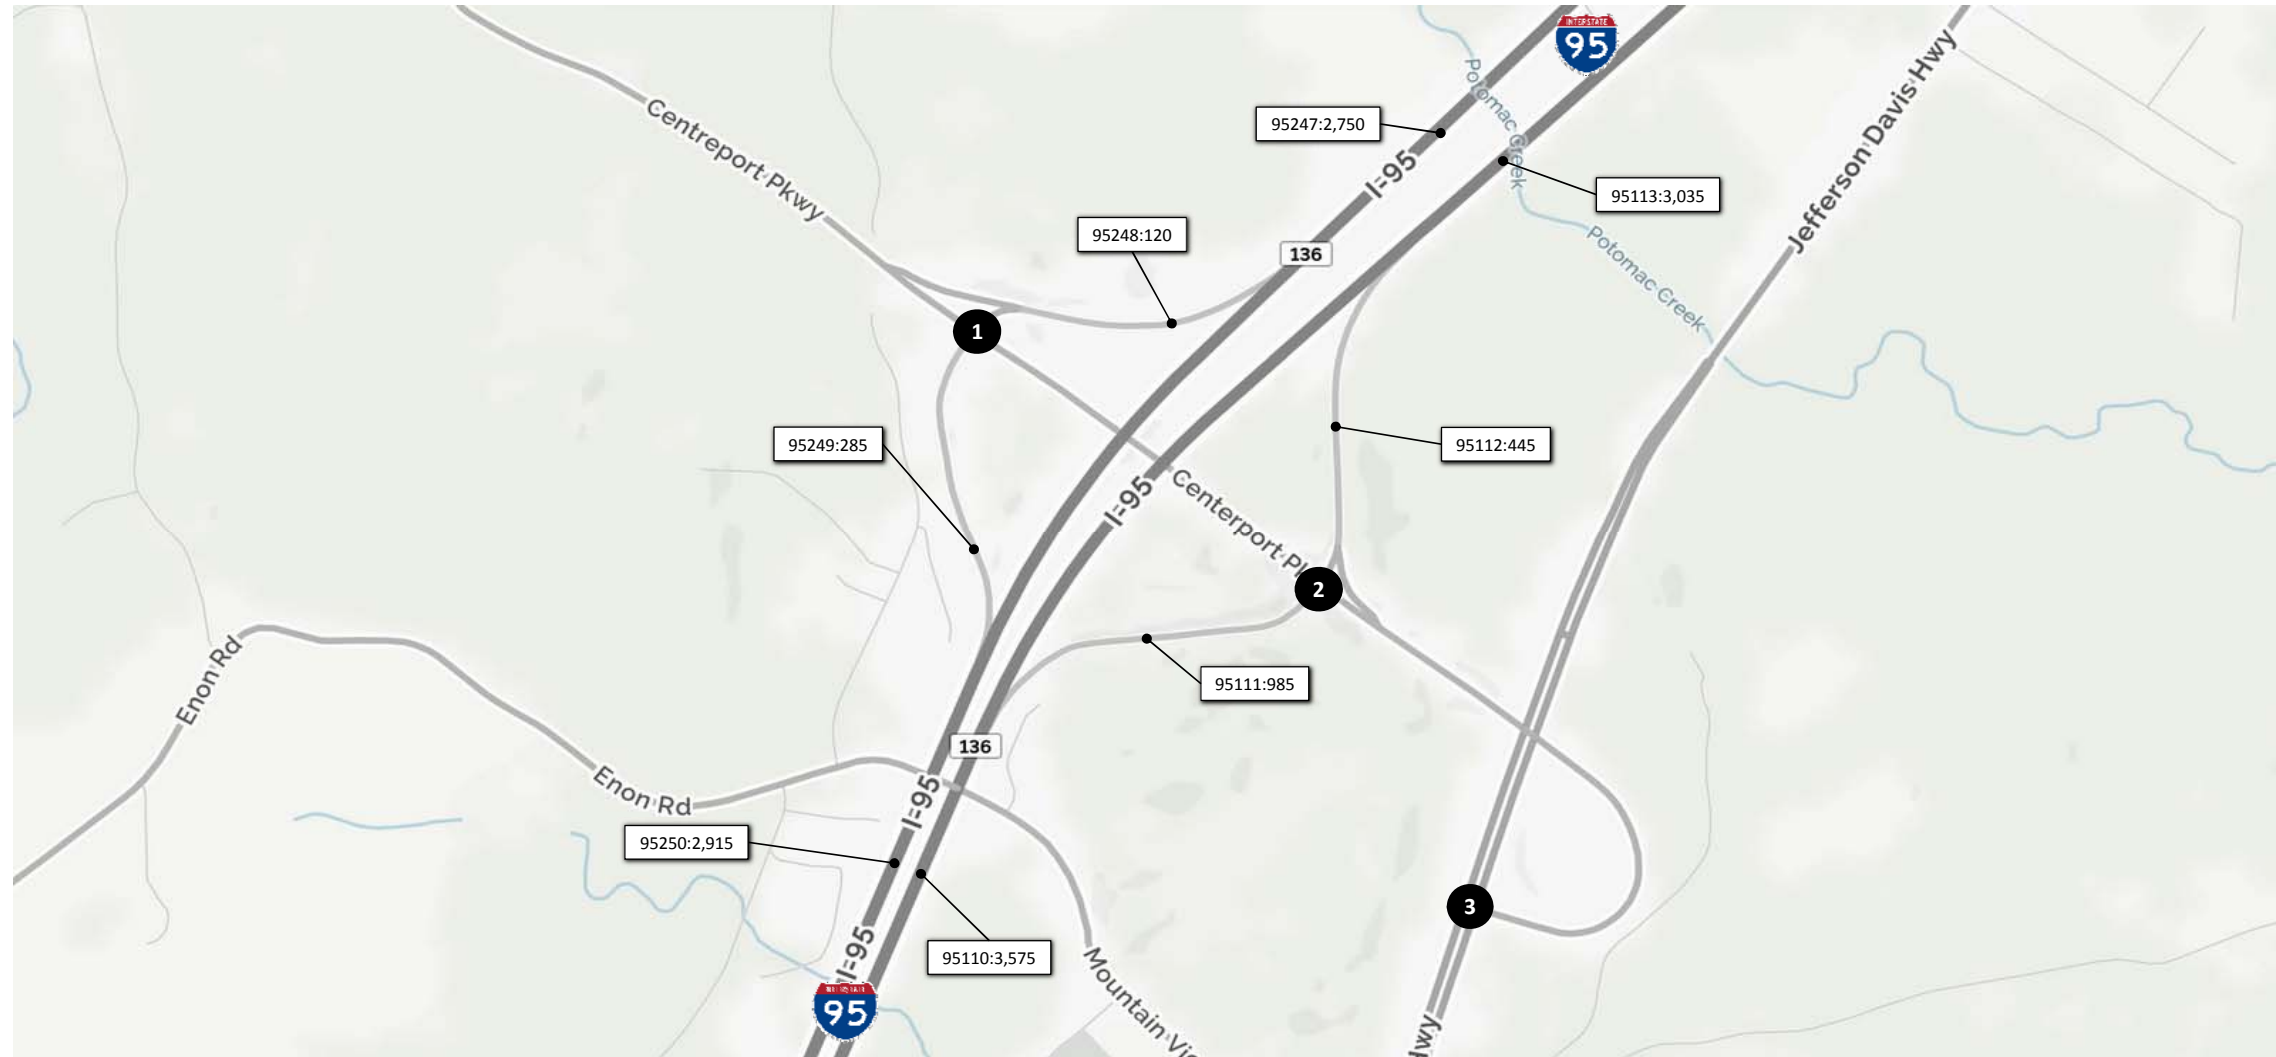 INTERSTATE
95
Potomac Creek
Jefferson Davis Hwy
Centreport Pkwy
95247:2,750
I-95
95113:3,035
95248:120
136
Potomac Creek
1
95249:285
95112:445
I-95
Centerport
2
95111:985
Enon Rd
136
Enon Rd
I-95
95250:2,915
3
I-95
95110:3,575
Mountain
95
Hwy